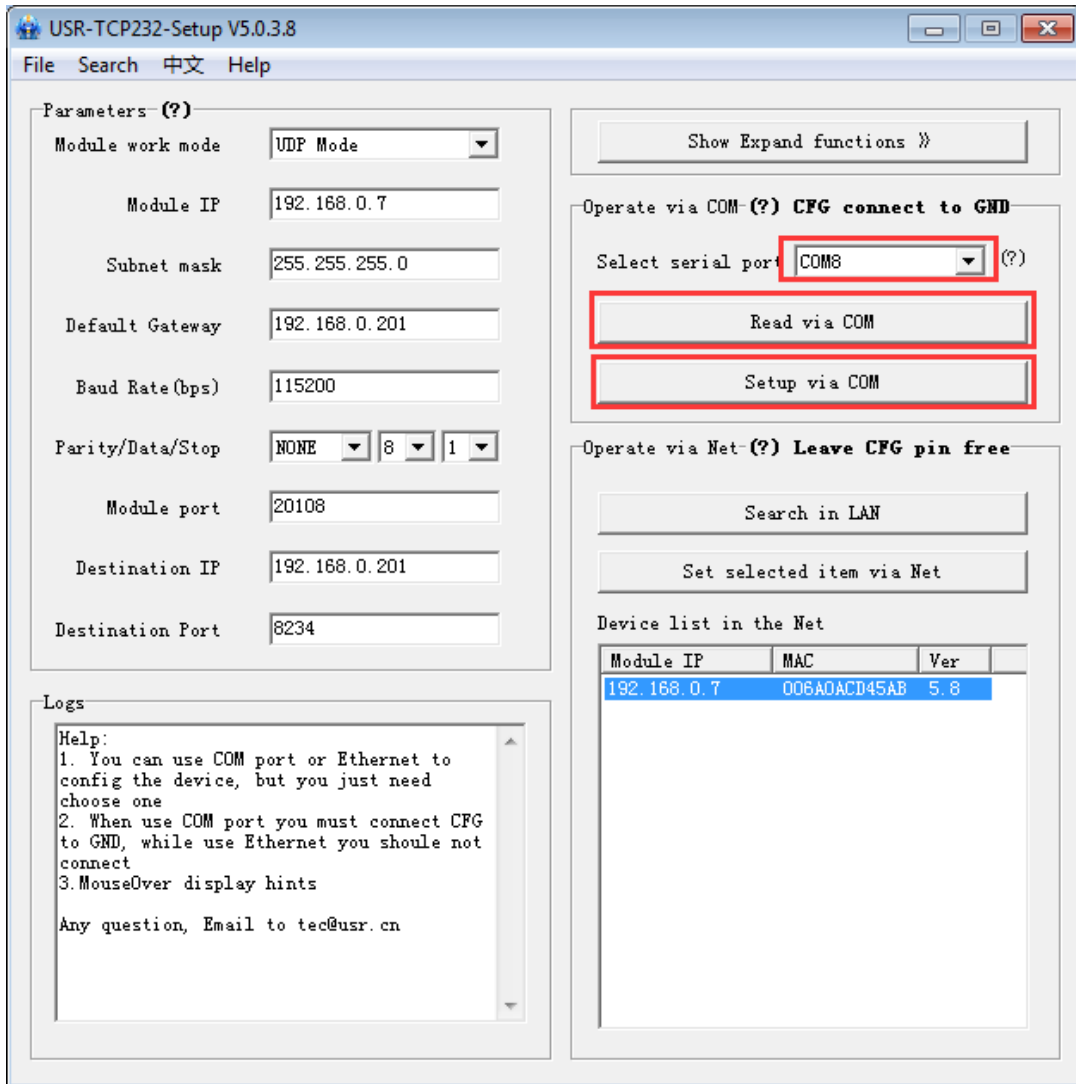 USR-TCP232-Setup V5.0.3.8
File Search 中文 Help
Parameters (?)
Module work mode UDP Mode
Module IP 192.168.0.7
Subnet mask 255.255.255.0
Default Gateway 192.168.0.201
Baud Rate(bps) 115200
Parity/Data/Stop NONE 8 1
Module port 20108
Destination IP 192.168.0.201
Destination Port 8234
Logs
Help:
1. You can use COM port or Ethernet to
config the device, but you just need
choose one
2. When use COM port you must connect CFG
to GND, while use Ethernet you shoule not
connect
3.MouseOver display hints
Any question, Email to tec@usr.cn
Show Expand functions 》
Operate via COM (?) CFG connect to GND
Select serial port COM8 (?)
Read via COM
Setup via COM
Operate via Net (?) Leave CFG pin free
Search in LAN
Set selected item via Net
Device list in the Net
Module IP MAC Ver
192.168.0.7 006A0ACD45AB 5.8